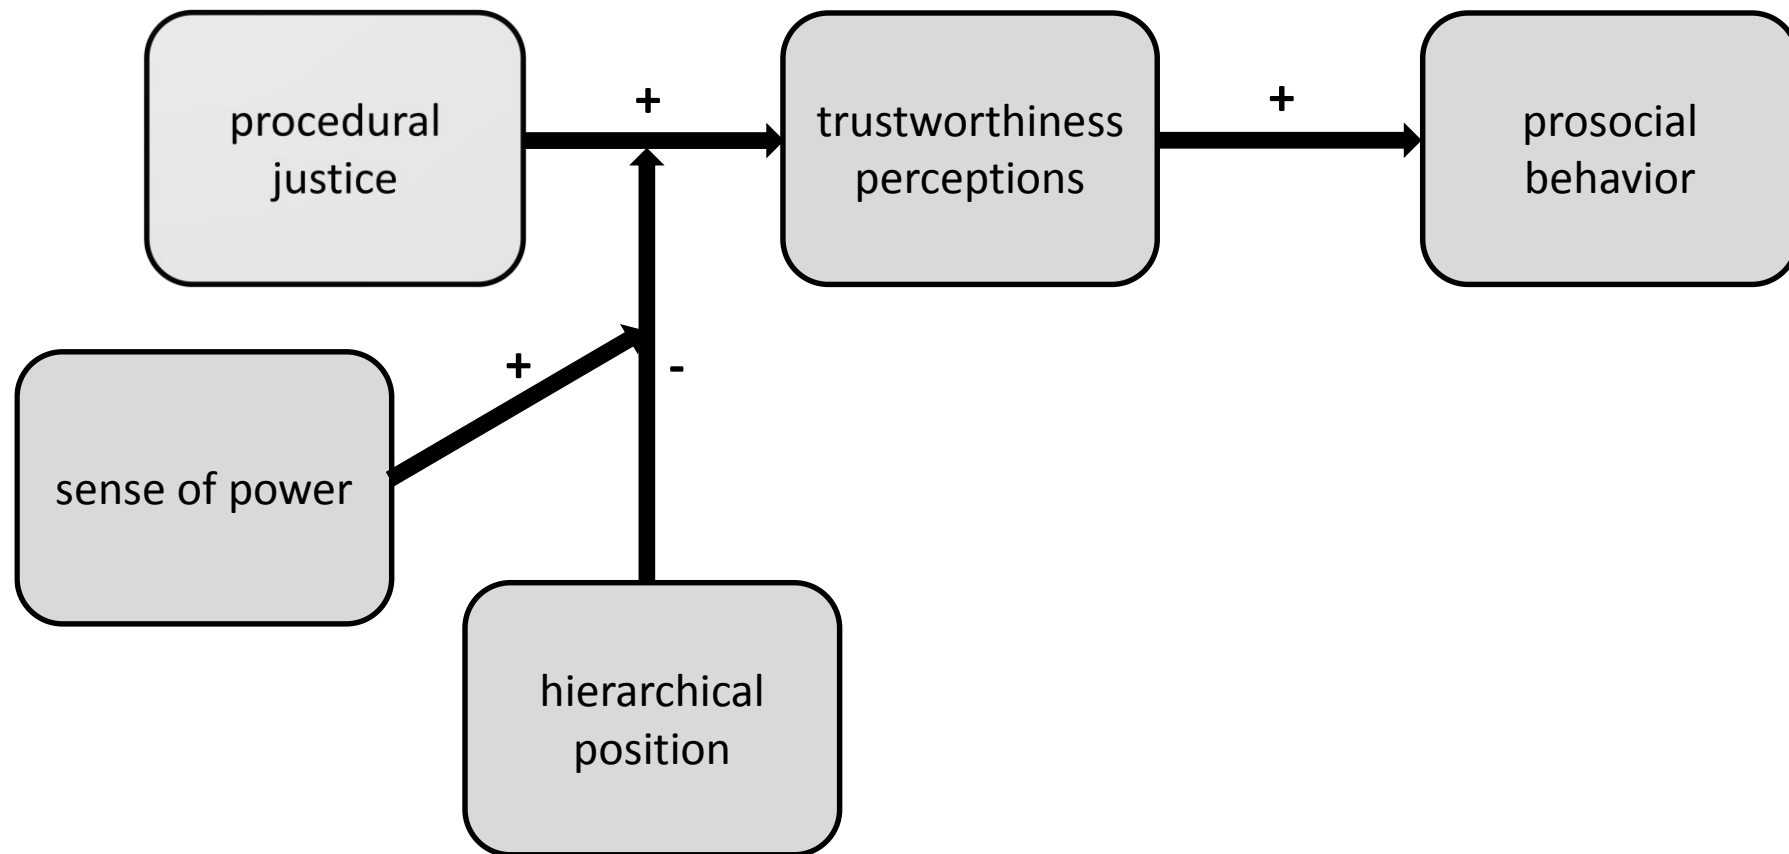 procedural
justice
+
trustworthiness
perceptions
+
prosocial
behavior
sense of power
+
-
hierarchical
position